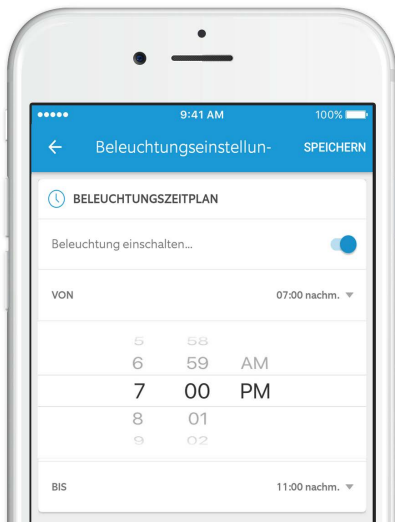 9:41 AM 100%
Beleuchtungseinstellun- SPEICHERN
BELEUCHTUNGSZEITPLAN
Beleuchtung einschalten...
VON 07:00 nachm.
5 58
6 59 AM
7 00 PM
8 01
9 02
BIS 11:00 nachm.